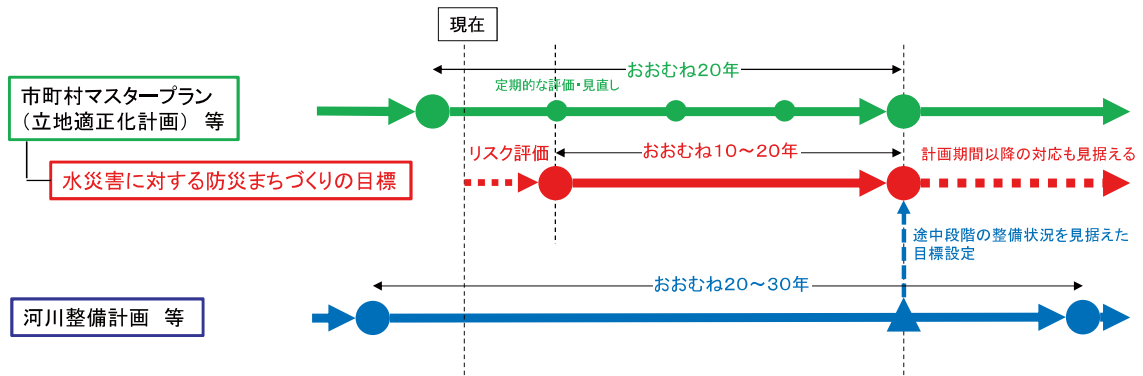 現在
おおむね20年
定期的な評価・見直し
市町村マスタープラン
（立地適正化計画） 等
リスク評価
おおむね10～20年
計画期間以降の対応も見据える
水災害に対する防災まちづくりの目標
途中段階の整備状況を見据えた
目標設定
おおむね20～30年
河川整備計画 等